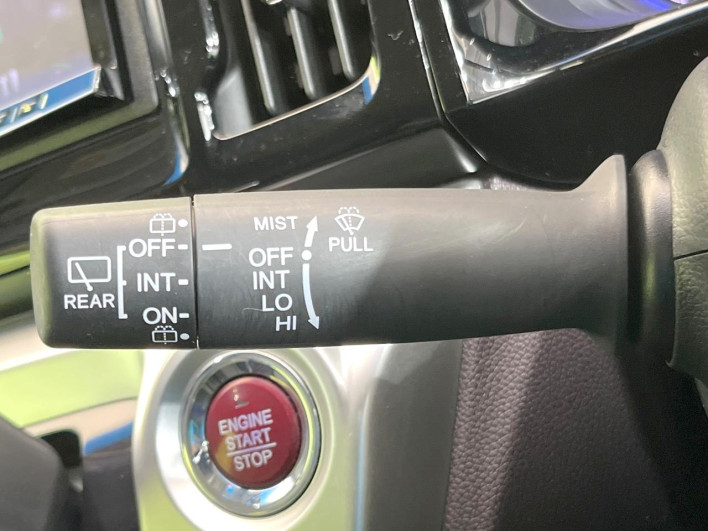 MIST
PULL
OFF
OFF
INT
INT
REAR
LO
ON
HI
ENGINE
START
STOP